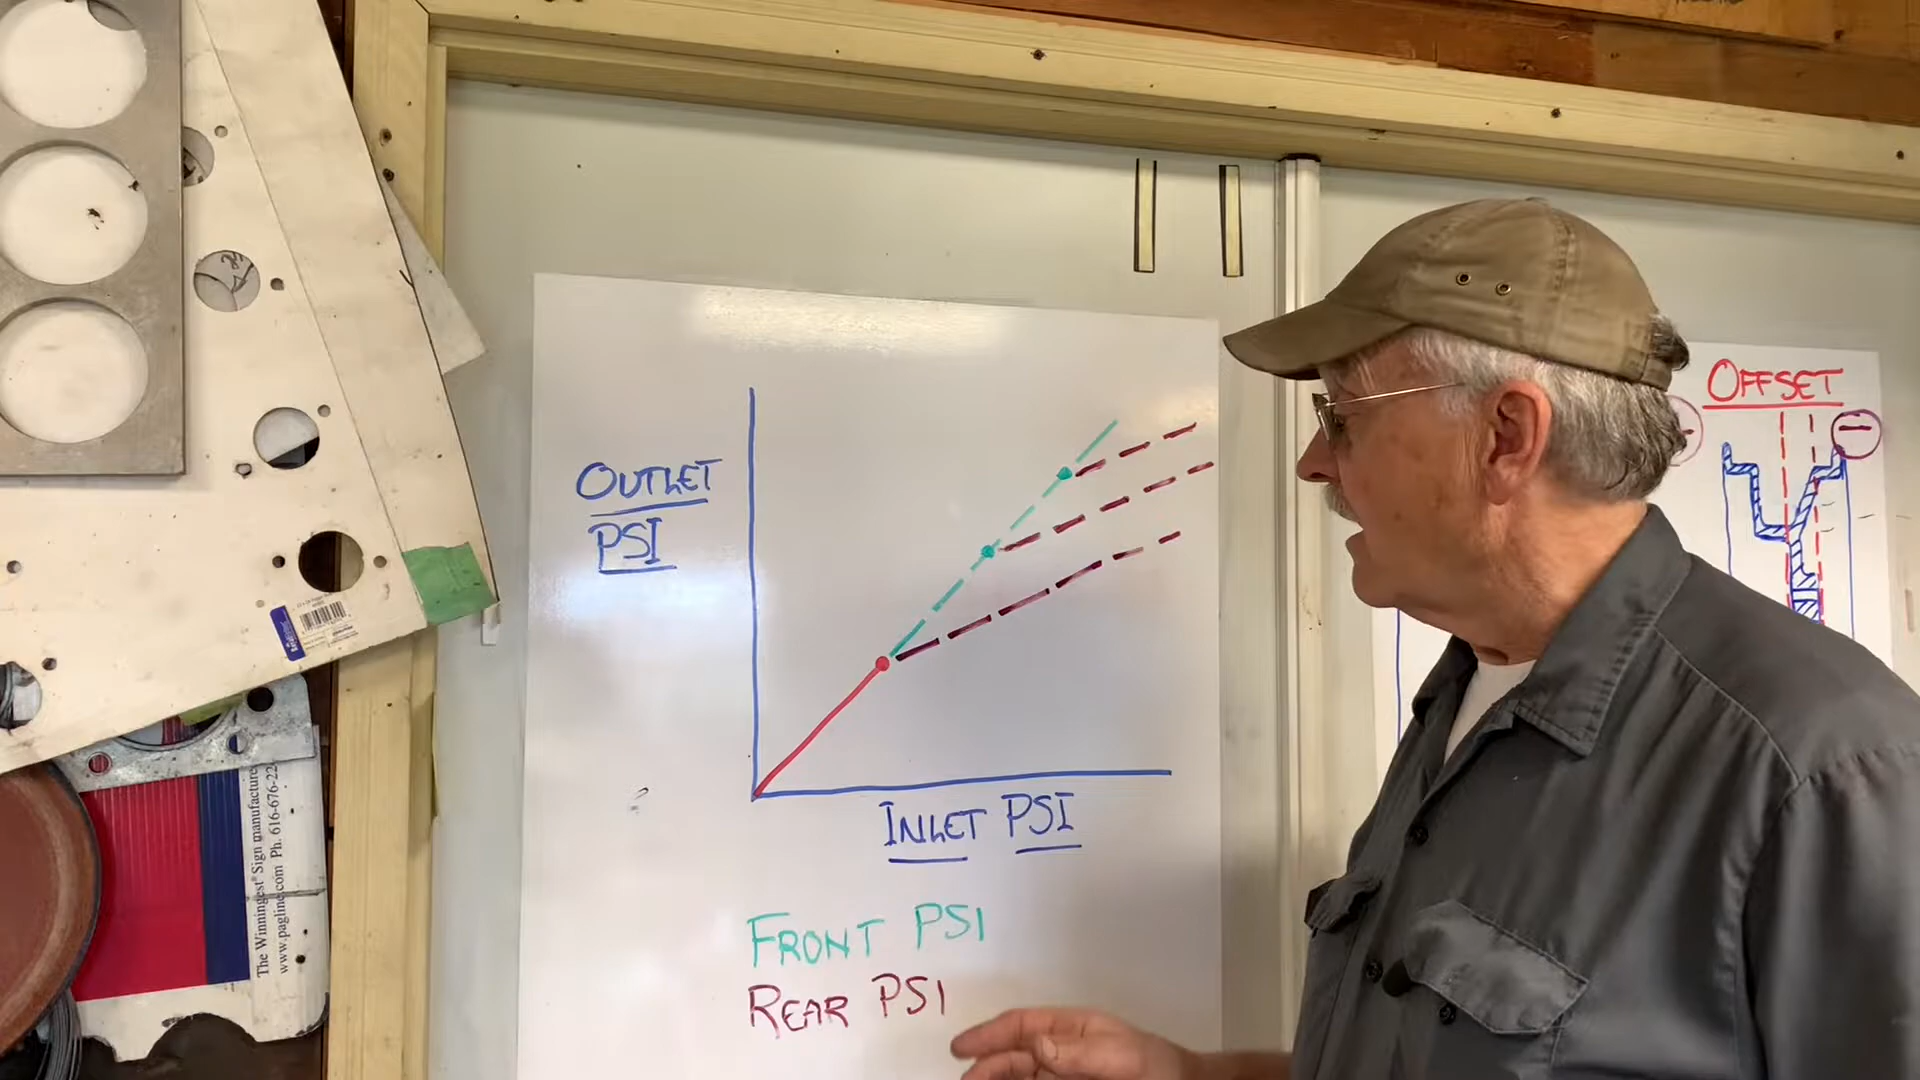 OUTLET
PSI
INLET PSI
FRONT PSI
REAR PSI
OFFSET
The Winningest Sign manufacture
www.pagline.com Ph. 616-676-22